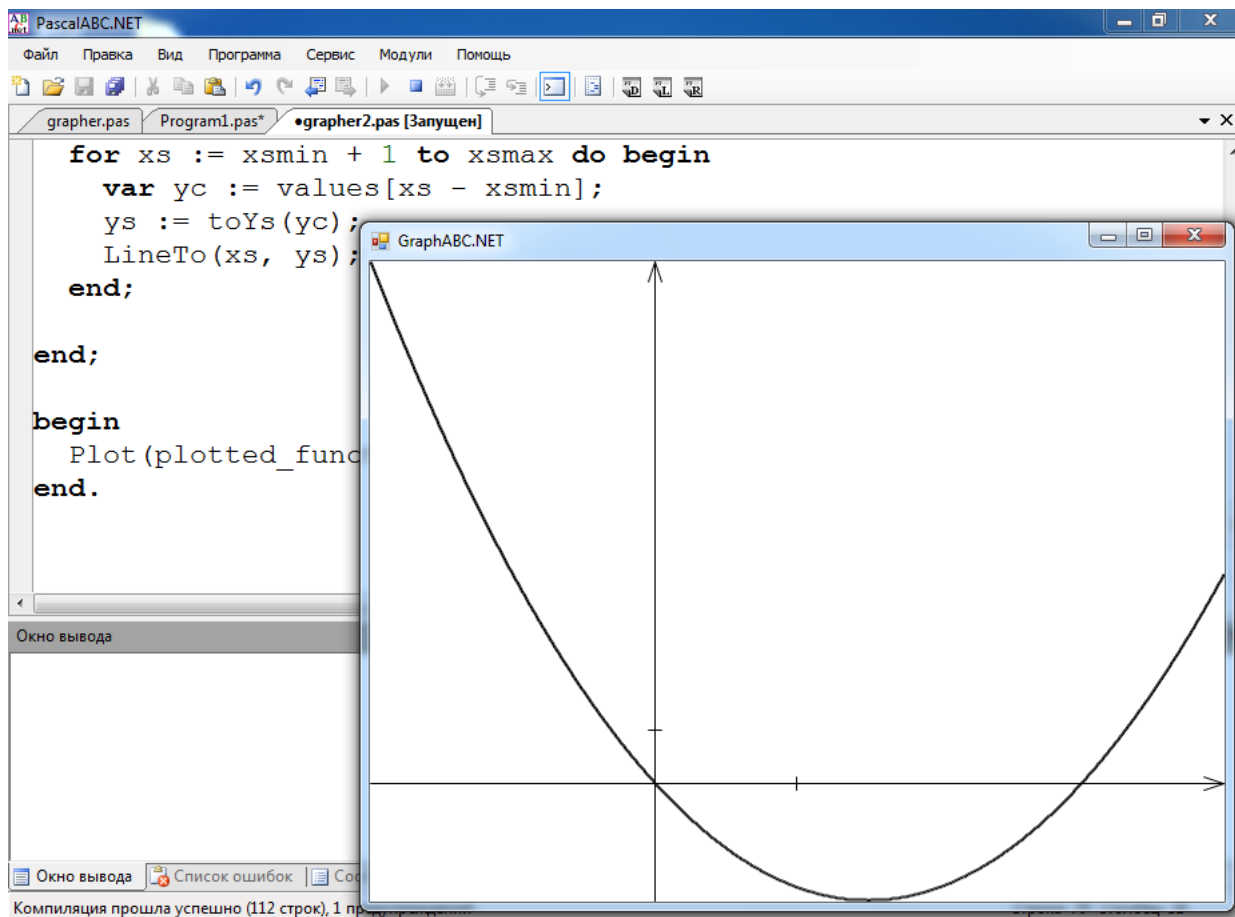 PascalABC.NET
Файл Правка Вид Программа Сервис Модули Помощь
grapher.pas Program1.pas* •grapher2.pas [Запущен]
for xs := xsmin + 1 to xsmax do begin
var yc := values[xs - xsmin];
ys := toYs(yc);
LineTo(xs, ys);
end;
end;
begin
Plot(plotted_func
end.
GraphABC.NET
Окно вывода
Окно вывода Список ошибок Соо
Компиляция прошла успешно (112 строк), 1 пр